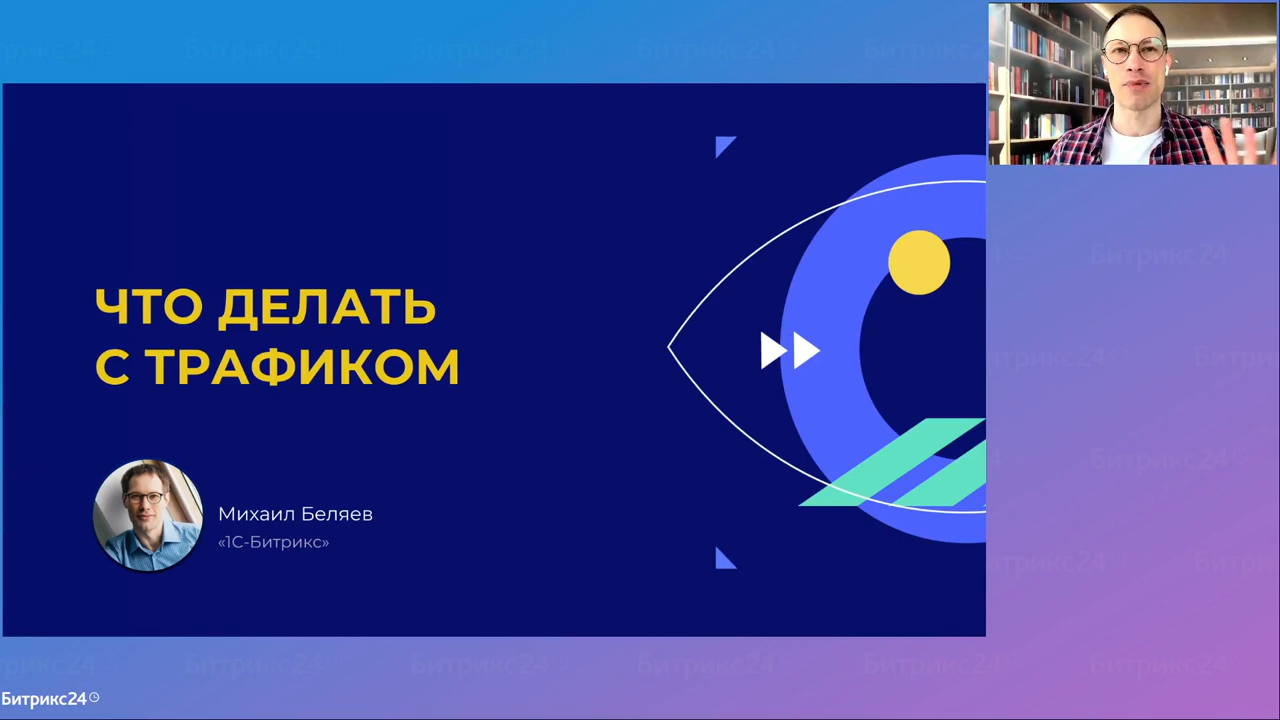 ЧТО ДЕЛАТЬ
С ТРАФИКОМ
Михаил Беляев
«1С-Битрикс»
Битрикс24